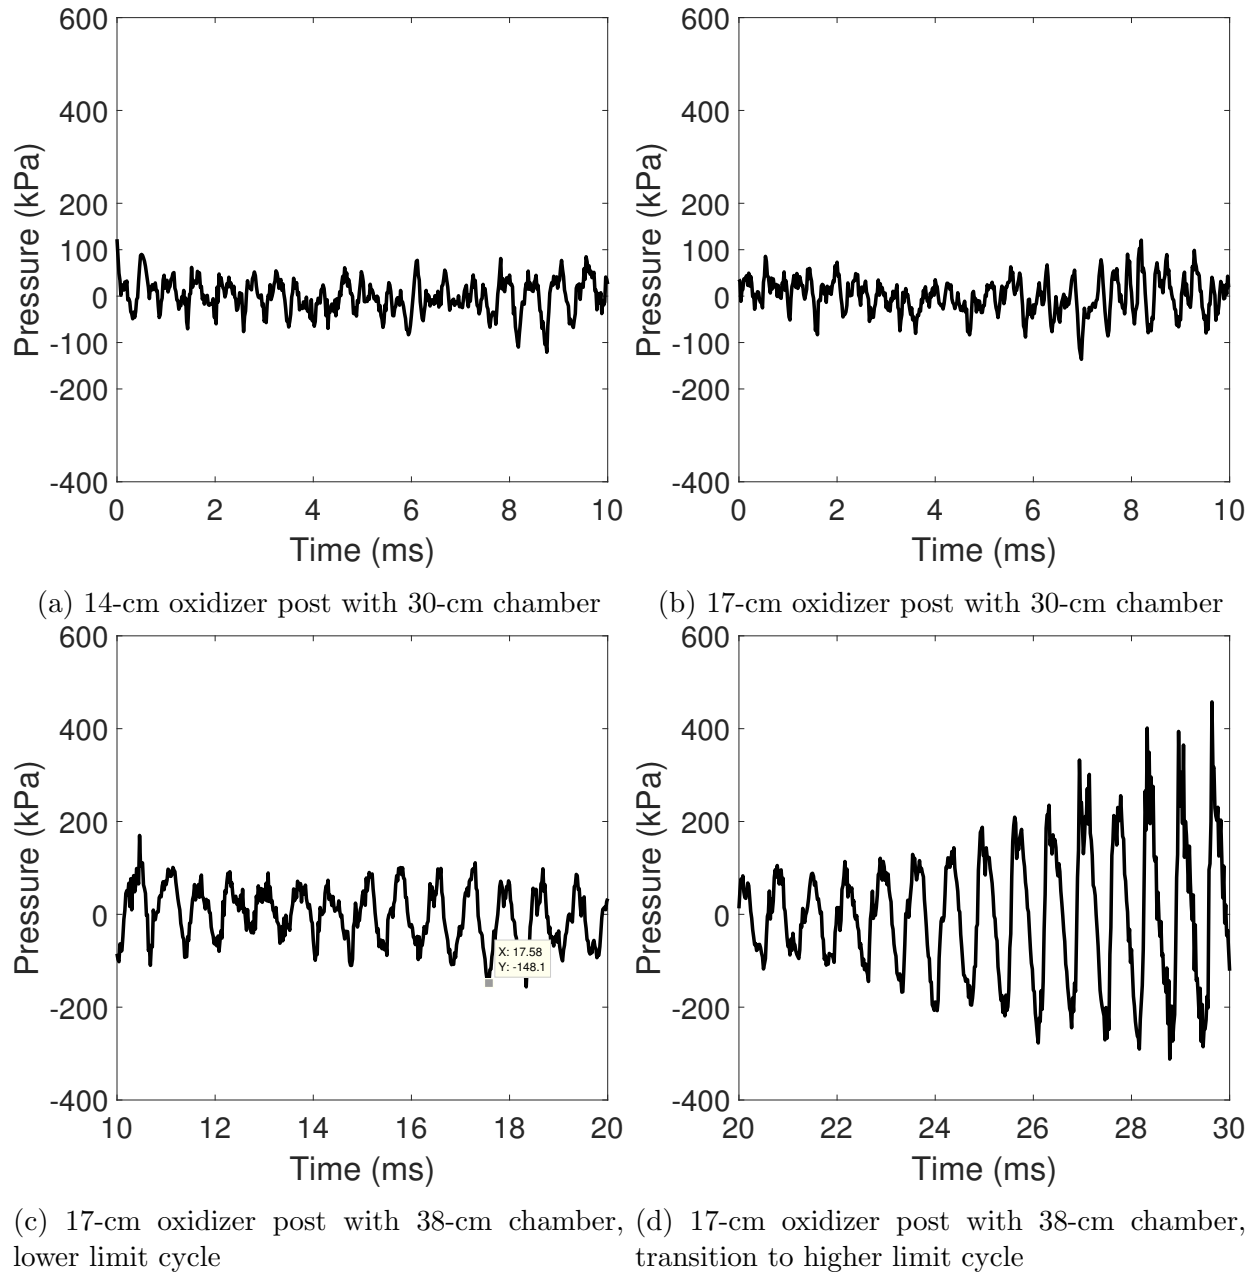 600
400
200
100
0
-100
-200
-400
Pressure (kPa)
0 2 4 6 8 10
Time (ms)
(a) 14-cm oxidizer post with 30-cm chamber
600
400
200
100
0
-100
-200
-400
Pressure (kPa)
0 2 4 6 8 10
Time (ms)
(b) 17-cm oxidizer post with 30-cm chamber
600
400
200
0
-200
-400
Pressure (kPa)
X: 17.58
Y: -148.1
10 12 14 16 18 20
Time (ms)
(c) 17-cm oxidizer post with 38-cm chamber,
lower limit cycle
600
400
200
0
-200
-400
Pressure (kPa)
20 22 24 26 28 30
Time (ms)
(d) 17-cm oxidizer post with 38-cm chamber,
transition to higher limit cycle